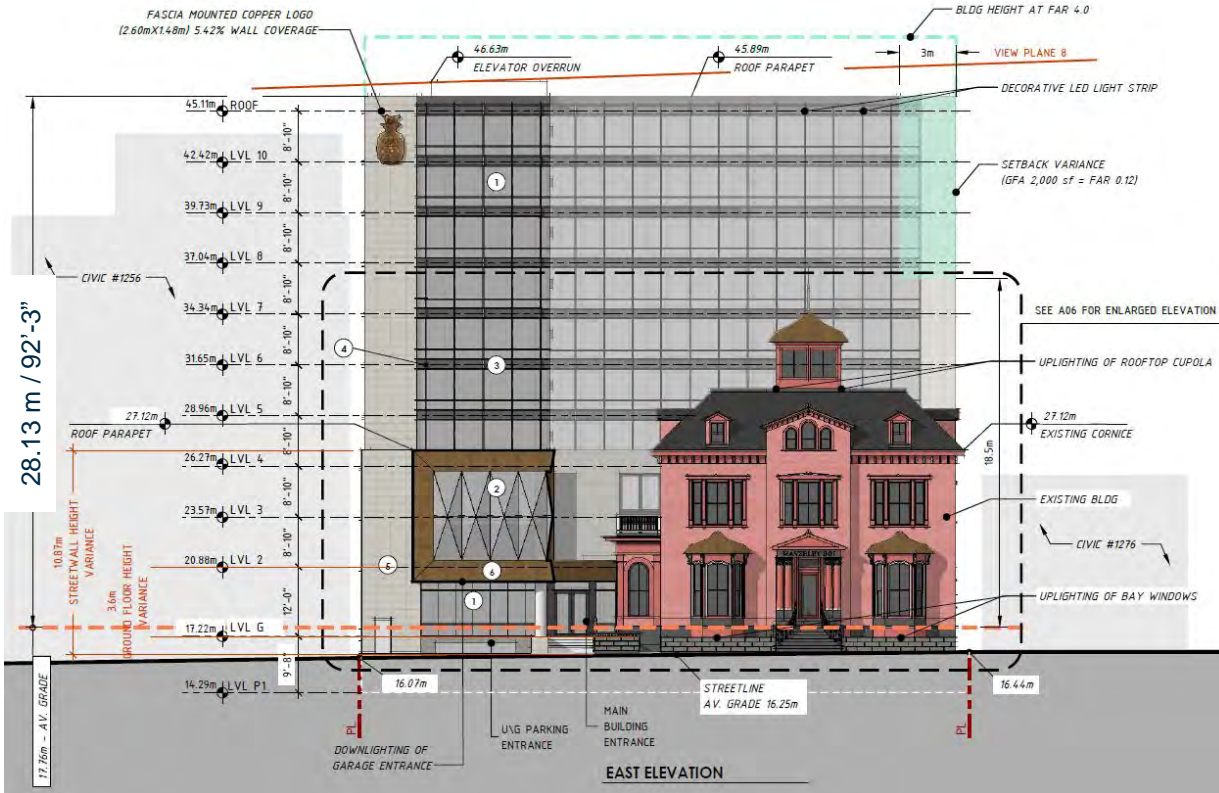 FASCIA MOUNTED COPPER LOGO
(2.60mX1.48m) 5.42% WALL COVERAGE
BLDG HEIGHT AT FAR 4.0
46.63m
ELEVATOR OVERRUN
45.89m
ROOF PARAPET
3m
VIEW PLANE 8
DECORATIVE LED LIGHT STRIP
45.11m ROOF
8'-10"
42.42m LVL 10
8'-10"
39.73m LVL 9
8'-10"
37.04m LVL 8
8'-10"
34.34m LVL 7
8'-10"
31.65m LVL 6
8'-10"
28.96m LVL 5
8'-10"
26.27m LVL 4
8'-10"
23.57m LVL 3
8'-10"
20.88m LVL 2
12'-0"
17.22m LVL G
9'-8"
14.29m LVL P1
SETBACK VARIANCE
(GFA 2,000 sf = FAR 0.12)
CIVIC #1256
28.13 m / 92'-3"
1
4
3
2
5
6
1
SEE A06 FOR ENLARGED ELEVATION
UPLIGHTING OF ROOFTOP CUPOLA
27.12m
ROOF PARAPET
27.12m
EXISTING CORNICE
18.5m
EXISTING BLDG
CIVIC #1276
10.87m
STREETWALL HEIGHT
VARIANCE
3.6m
GROUND FLOOR HEIGHT
VARIANCE
UPLIGHTING OF BAY WINDOWS
17.76m - AV. GRADE
16.07m
STREETLINE
AV. GRADE 16.25m
16.44m
PL
PL
U\G PARKING
ENTRANCE
MAIN
BUILDING
ENTRANCE
DOWNLIGHTING OF
GARAGE ENTRANCE
EAST ELEVATION